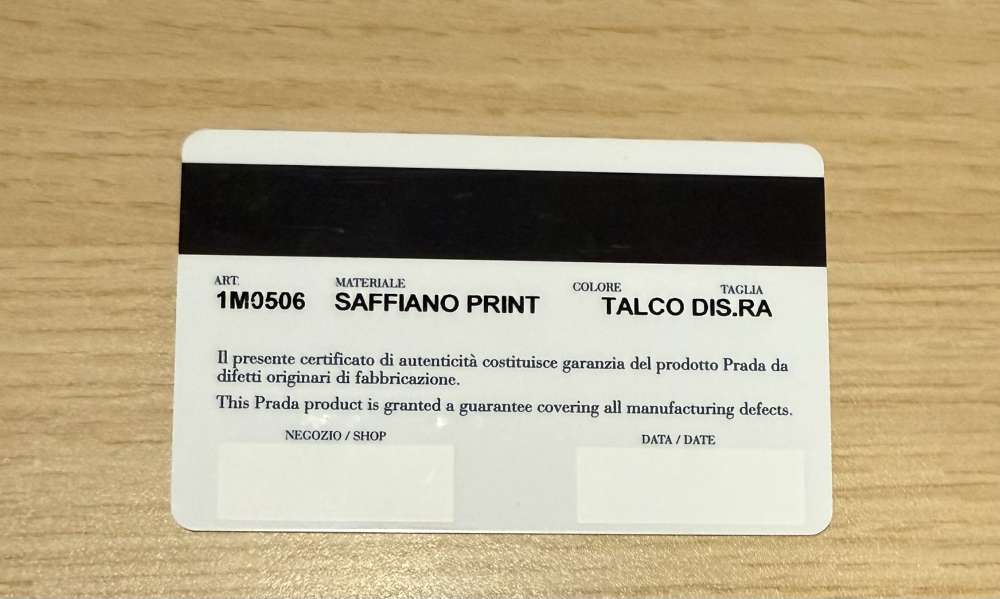 ART. MATERIALE COLORE TAGLIA
1M0506 SAFFIANO PRINT TALCO DIS.RA
Il presente certificato di autenticità costituisce garanzia del prodotto Prada da
difetti originari di fabbricazione.
This Prada product is granted a guarantee covering all manufacturing defects.
NEGOZIO / SHOP DATA / DATE